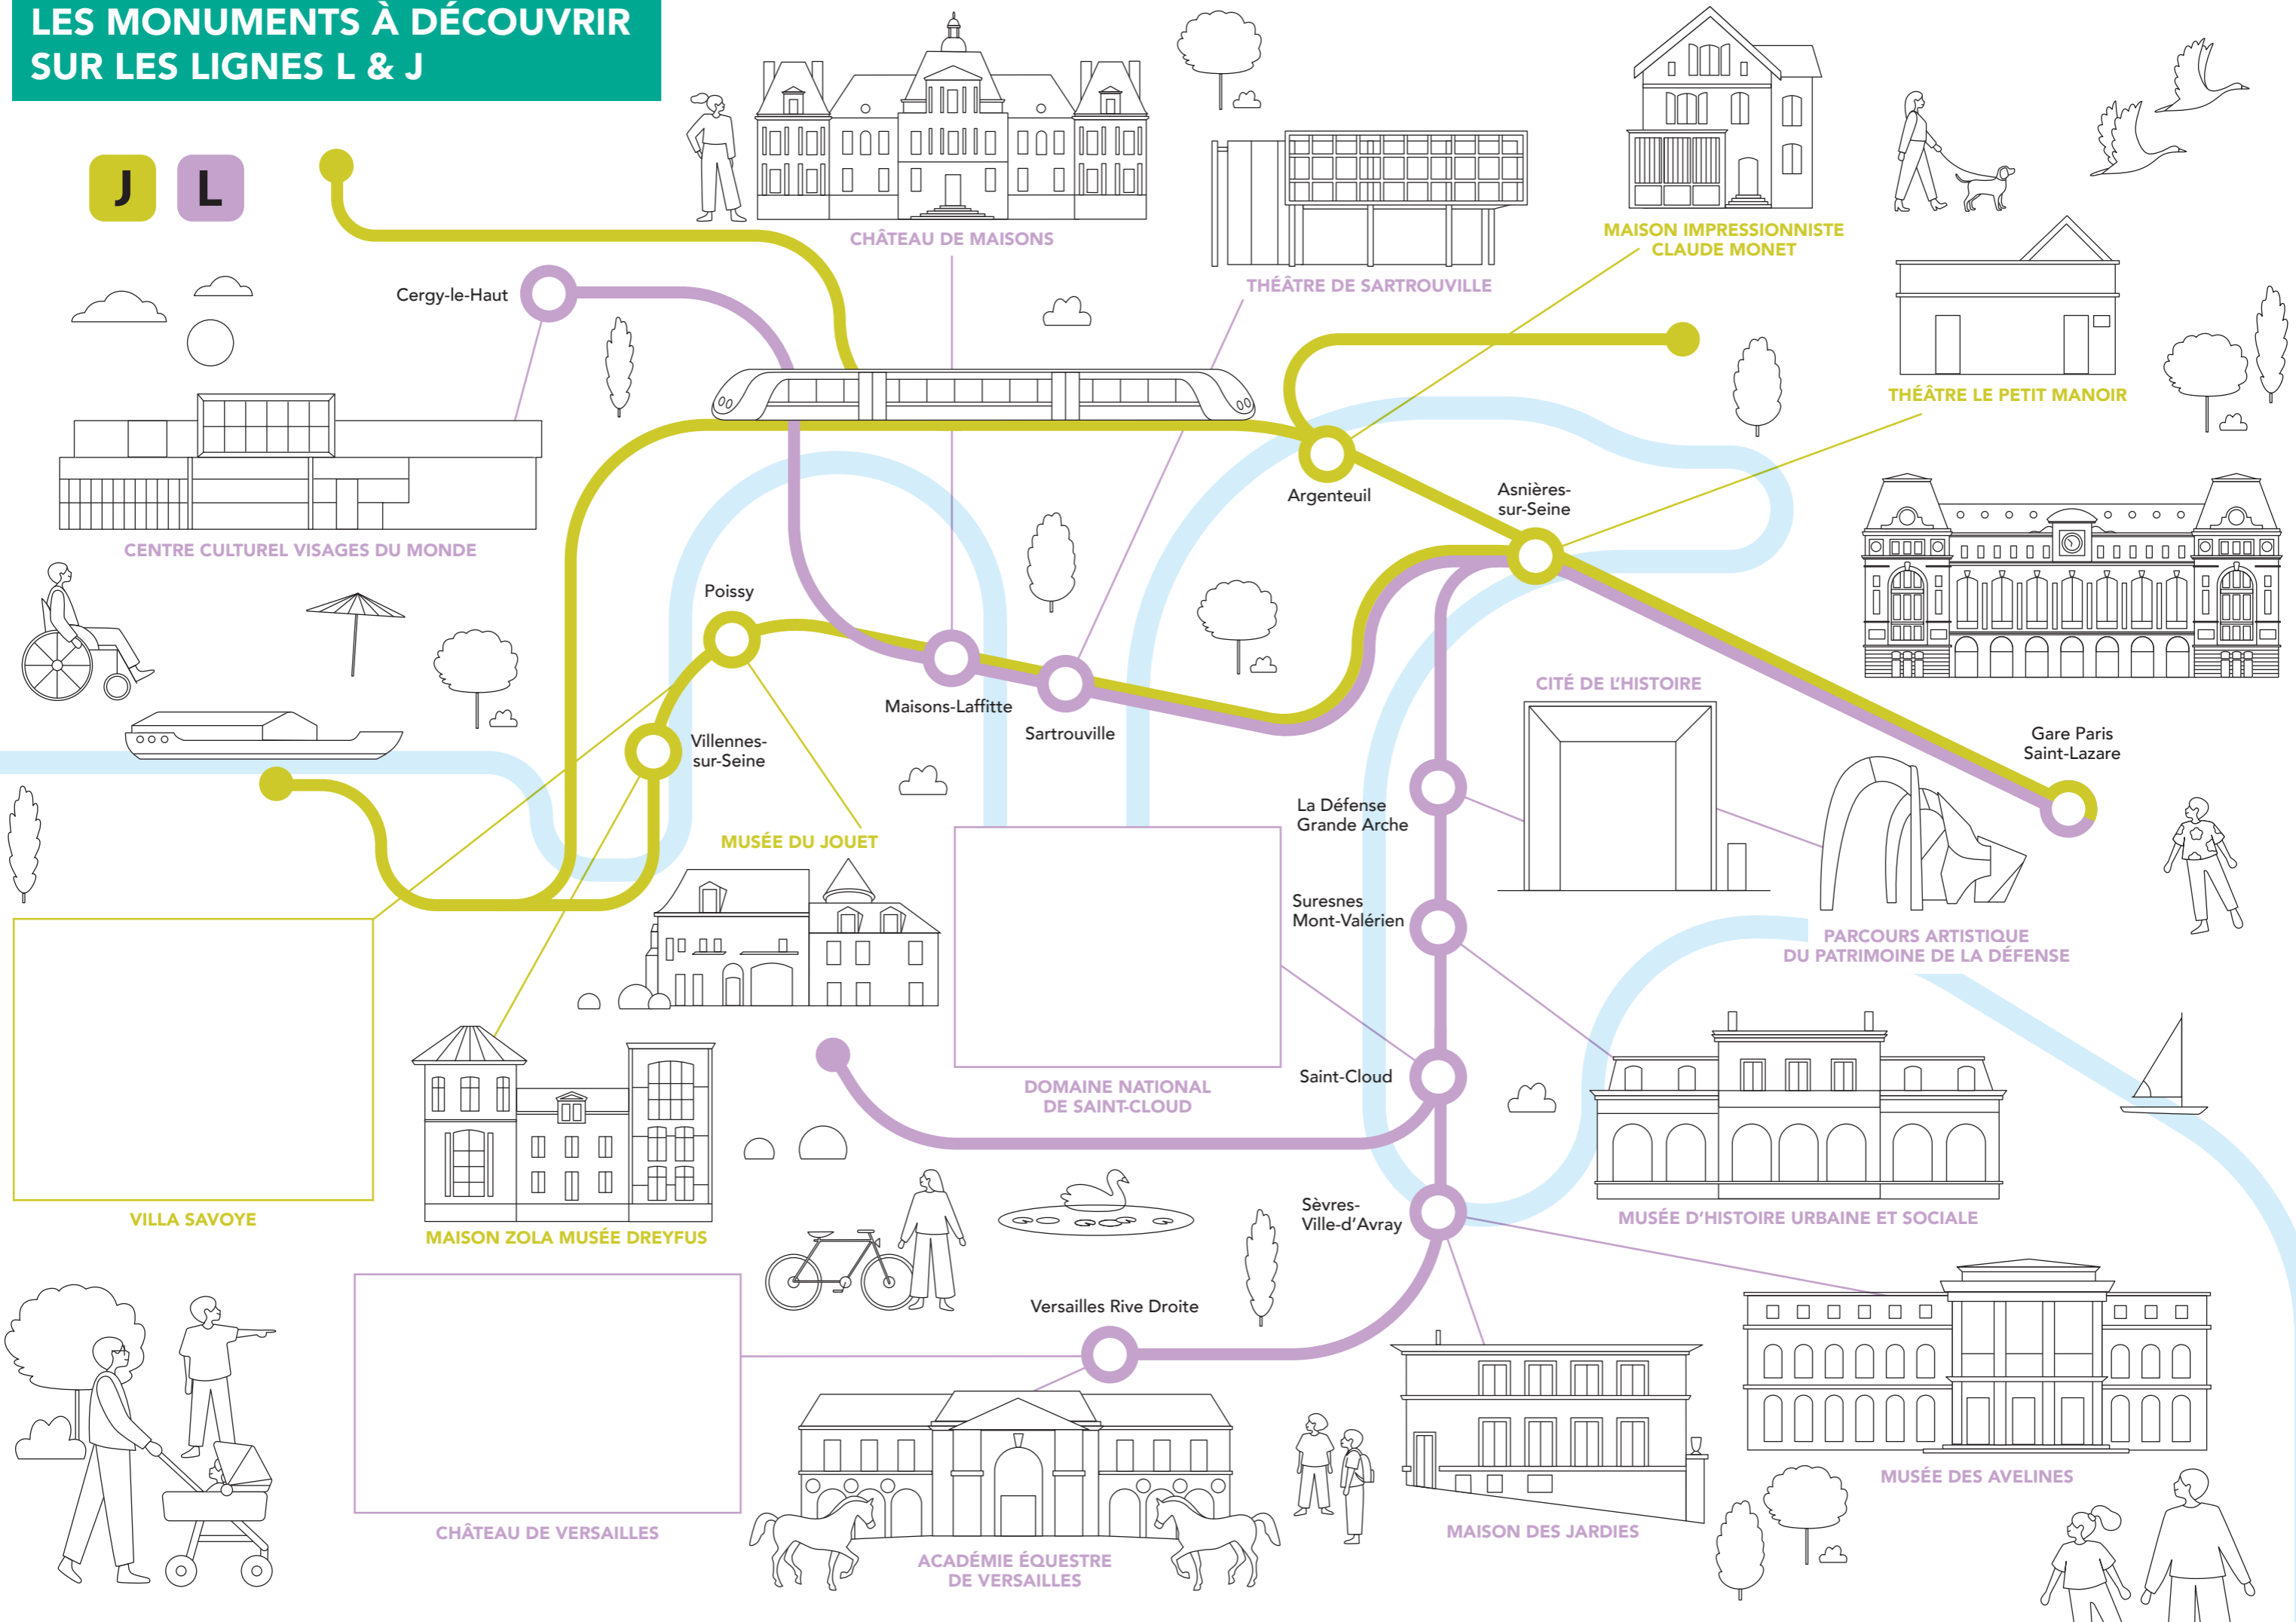 LES MONUMENTS À DÉCOUVRIR
SUR LES LIGNES L & J
J
L
CHÂTEAU DE MAISONS
THÉÂTRE DE SARTROUVILLE
MAISON IMPRESSIONNISTE
CLAUDE MONET
THÉÂTRE LE PETIT MANOIR
Cergy-le-Haut
CENTRE CULTUREL VISAGES DU MONDE
Argenteuil
Asnières-
sur-Seine
Poissy
Maisons-Laffitte
Sartrouville
Villennes-
sur-Seine
CITÉ DE L'HISTOIRE
Gare Paris
Saint-Lazare
La Défense
Grande Arche
MUSÉE DU JOUET
Suresnes
Mont-Valérien
PARCOURS ARTISTIQUE
DU PATRIMOINE DE LA DÉFENSE
Saint-Cloud
DOMAINE NATIONAL
DE SAINT-CLOUD
VILLA SAVOYE
MAISON ZOLA MUSÉE DREYFUS
Sèvres-
Ville-d'Avray
MUSÉE D'HISTOIRE URBAINE ET SOCIALE
Versailles Rive Droite
CHÂTEAU DE VERSAILLES
ACADÉMIE ÉQUESTRE
DE VERSAILLES
MAISON DES JARDIES
MUSÉE DES AVELINES